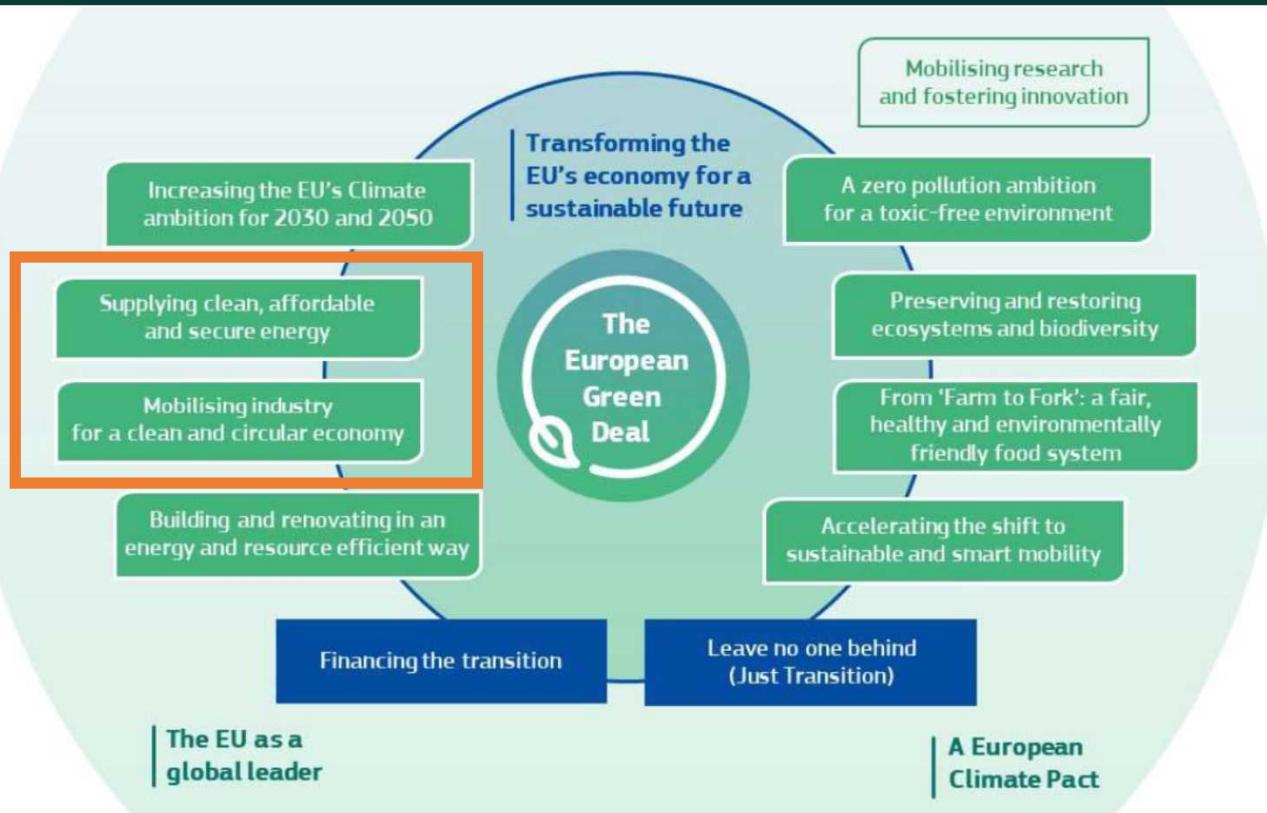 Mobilising research
and fostering innovation
Transforming the
EU's economy for a
sustainable future
Increasing the EU's Climate
ambition for 2030 and 2050
A zero pollution ambition
for a toxic-free environment
Supplying clean, affordable
and secure energy
Preserving and restoring
ecosystems and biodiversity
The
European
Green
Deal
Mobilising industry
for a clean and circular economy
From ‘Farm to Fork’: a fair,
healthy and environmentally
friendly food system
Building and renovating in an
energy and resource efficient way
Accelerating the shift to
sustainable and smart mobility
Financing the transition
Leave no one behind
(Just Transition)
The EU as a
global leader
A European
Climate Pact